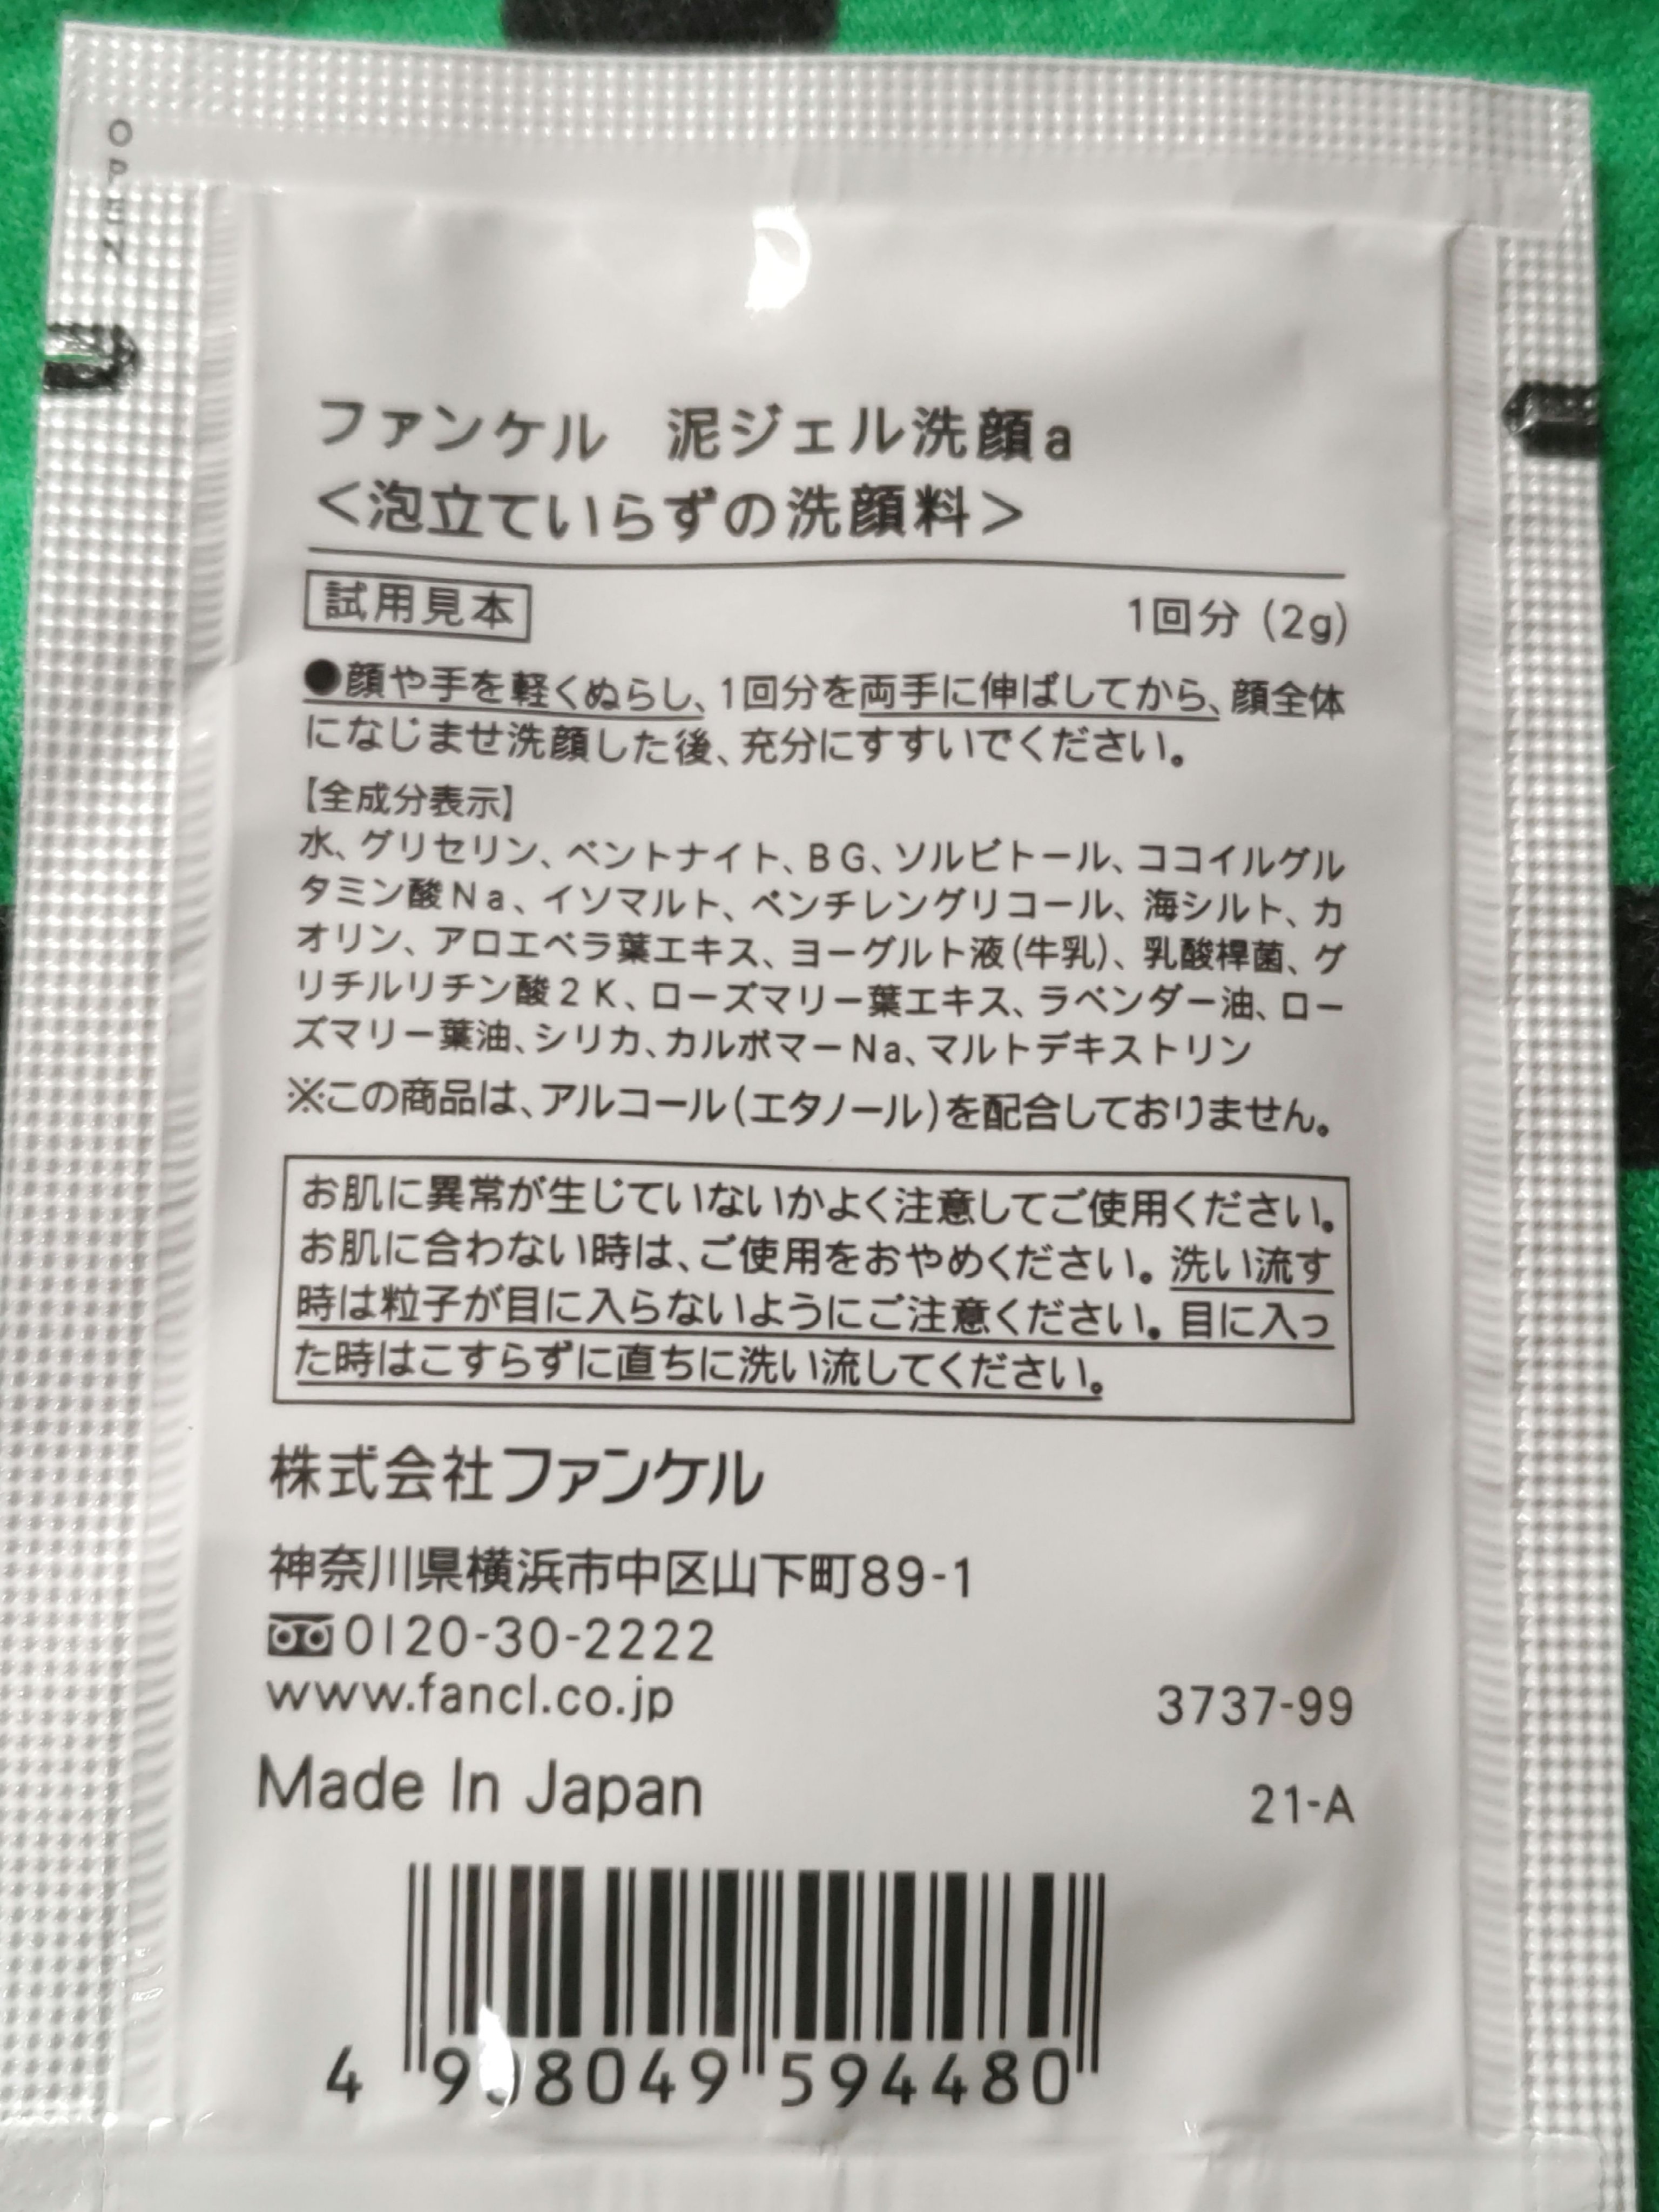 OPEN
ファンケル 泥ジェル洗顔a
＜泡立ていらずの洗顔料＞
試用見本 1回分 (2g)
●顔や手を軽くぬらし、1回分を両手に伸ばしてから、顔全体
になじませ洗顔した後、充分にすすいでください。
【全成分表示】
水、グリセリン、ベントナイト、BG、ソルビトール、ココイルグル
タミン酸Na、イソマルト、ペンチレングリコール、海シルト、カ
オリン、アロエベラ葉エキス、ヨーグルト液(牛乳)、乳酸桿菌、グ
リチルリチン酸2K、ローズマリー葉エキス、ラベンダー油、ロー
ズマリー葉油、シリカ、カルボマーNa、マルトデキストリン
※この商品は、アルコール(エタノール)を配合しておりません。
お肌に異常が生じていないかよく注意してご使用ください。
お肌に合わない時は、ご使用をおやめください。洗い流す
時は粒子が目に入らないようにご注意ください。目に入っ
た時はこすらずに直ちに洗い流してください。
株式会社ファンケル
神奈川県横浜市中区山下町89-1
0120-30-2222
www.fancl.co.jp 3737-99
Made In Japan 21-A
4 594480